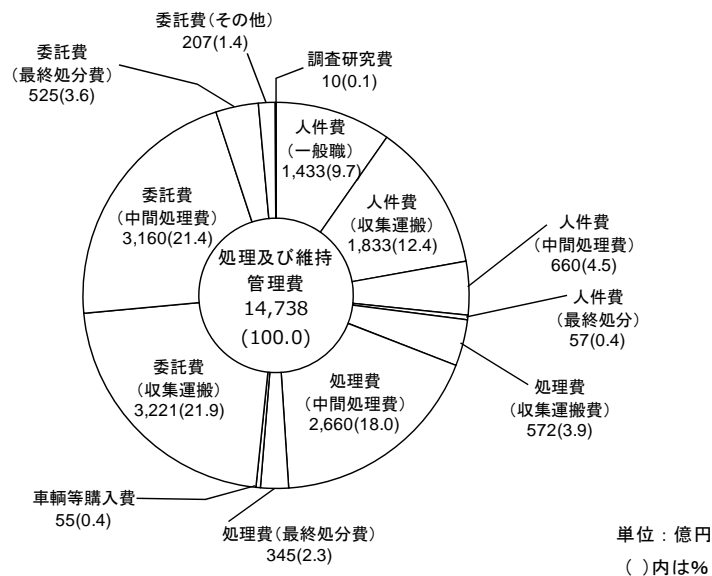 委託費(その他)
207(1.4)
調査研究費
10(0.1)
委託費
(最終処分費)
525(3.6)
人件費
(一般職)
1,433(9.7)
人件費
(収集運搬)
1,833(12.4)
人件費
(中間処理費)
660(4.5)
人件費
(最終処分)
57(0.4)
処理費
(収集運搬費)
572(3.9)
処理費
(中間処理費)
2,660(18.0)
処理費(最終処分費)
345(2.3)
車輌等購入費
55(0.4)
委託費
(収集運搬)
3,221(21.9)
委託費
(中間処理費)
3,160(21.4)
処理及び維持
管理費
14,738
(100.0)
単位：億円
( )内は%